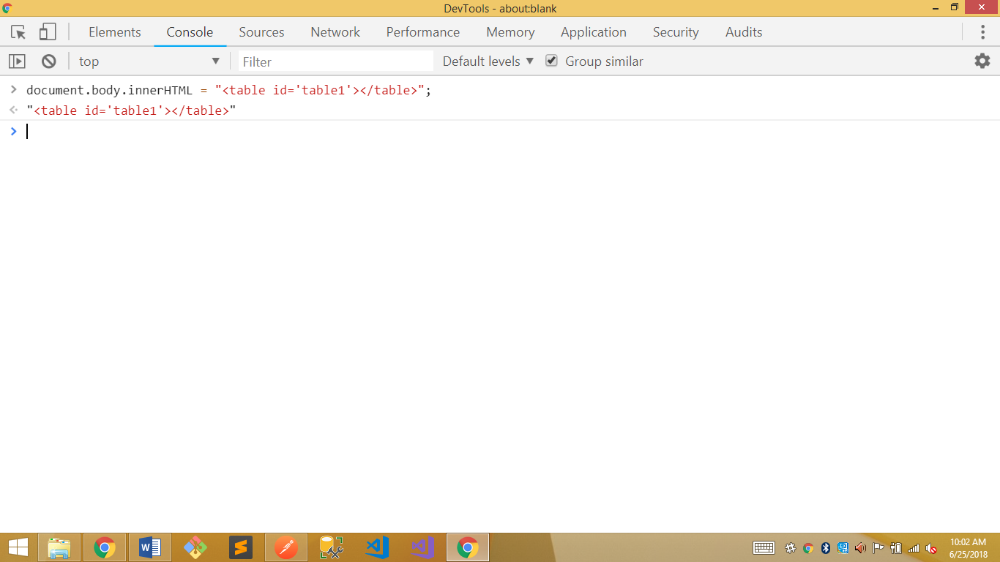 DevTools - about:blank
Elements Console Sources Network Performance Memory Application Security Audits
top Filter Default levels Group similar
document.body.innerHTML = "<table id='table1'></table>";
"<table id='table1'></table>"
10:02 AM
6/25/2018